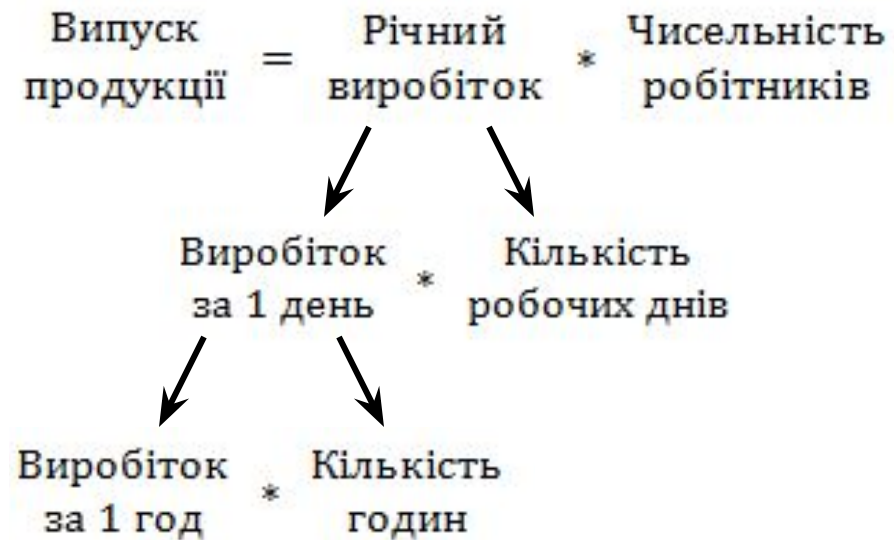 Випуск продукції = Річний виробіток * Чисельність робітників
Виробіток за 1 день * Кількість робочих днів
Виробіток за 1 год * Кількість годин